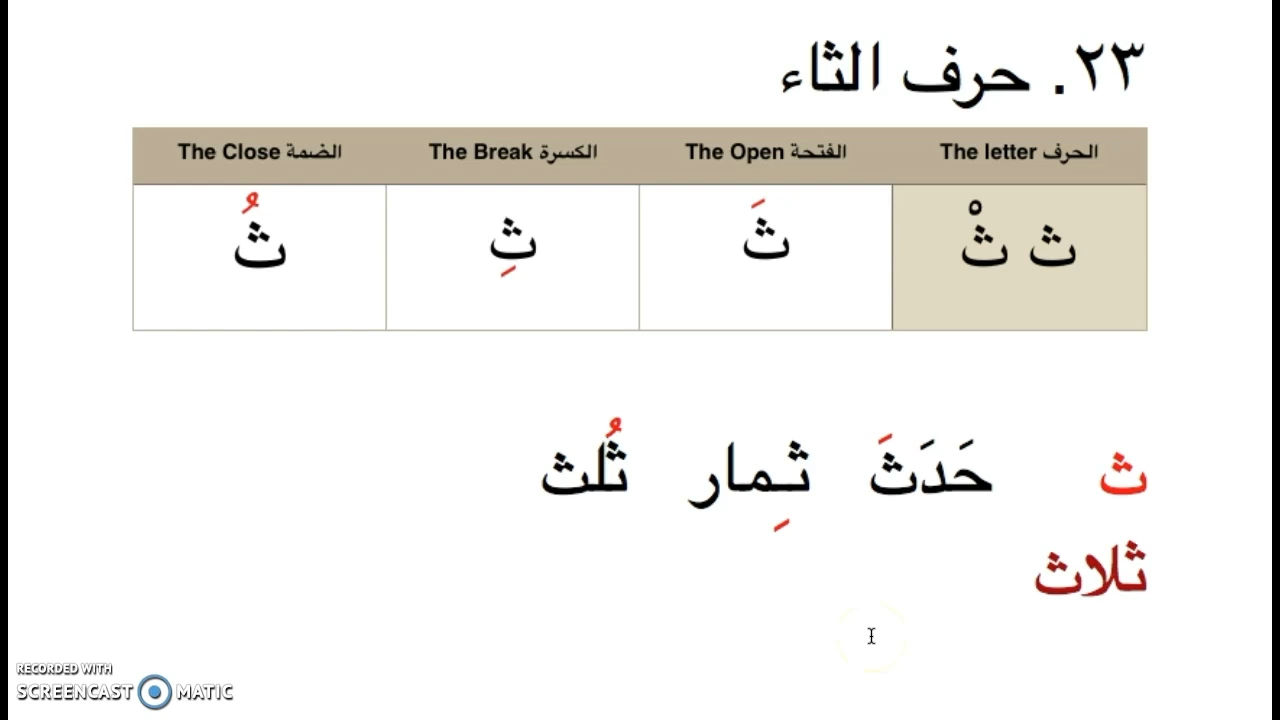 ٢٣. حرف الثاء
الحرف The letter الفتحة The Open الكسرة The Break الضمة The Close
ث ثْ ثَ ثِ ثُ
ث حَدَثَ ثِـمار ثُلث
ثلاث
RECORDED WITH
SCREENCAST MATIC